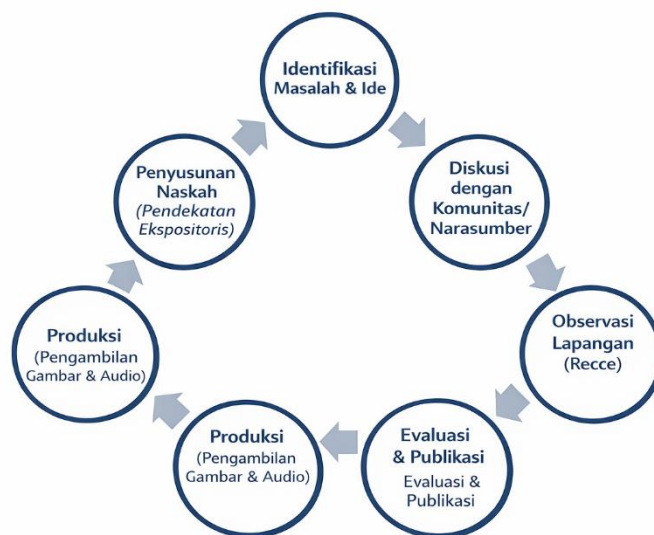 Identifikasi
Masalah & Ide
Diskusi
dengan
Komunitas/
Narasumber
Observasi
Lapangan
(Recce)
Evaluasi
& Publikasi
Evaluasi &
Publikasi
Produksi
(Pengambilan
Gambar & Audio)
Produksi
(Pengambilan
Gambar & Audio)
Penyusunan
Naskah
(Pendekatan
Ekspositoris)